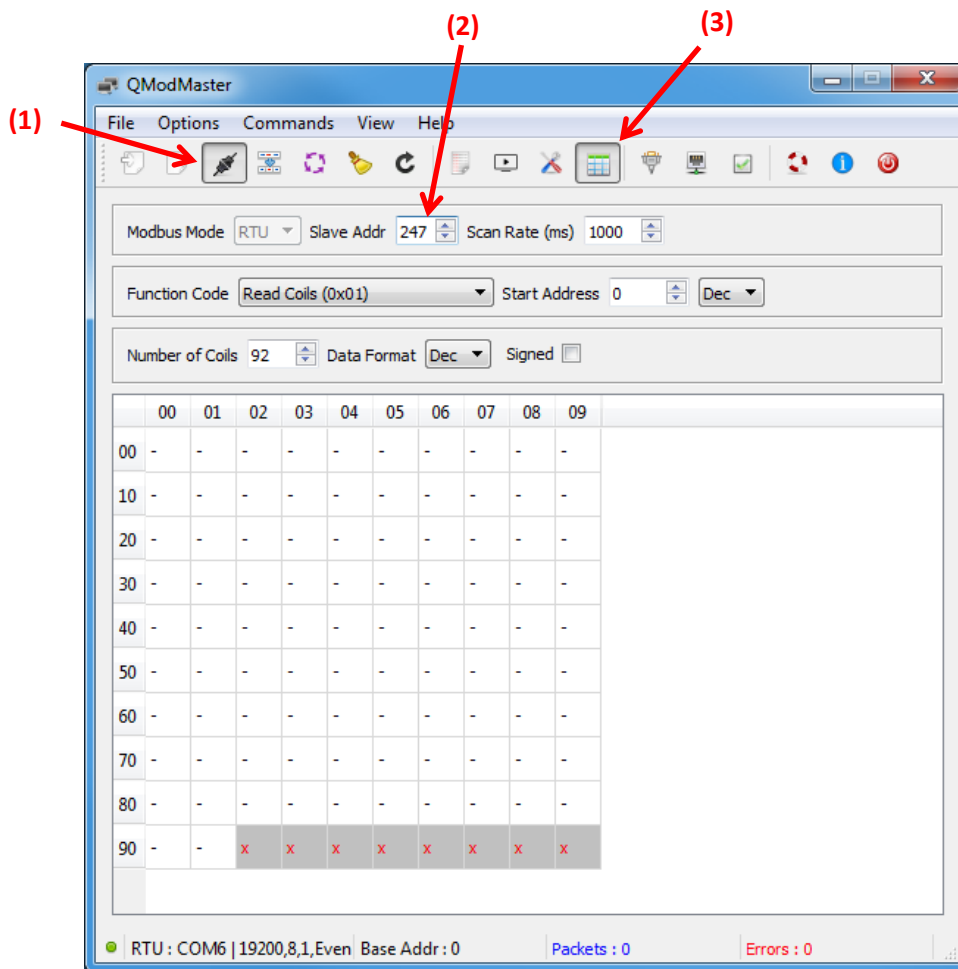 (2) (3)
QModMaster
(1)
File Options Commands View Help
Modbus Mode RTU Slave Addr 247 Scan Rate (ms) 1000
Function Code Read Coils (0x01) Start Address 0 Dec
Number of Coils 92 Data Format Dec Signed
00 01 02 03 04 05 06 07 08 09
00 - - - - - - - - - -
10 - - - - - - - - - -
20 - - - - - - - - - -
30 - - - - - - - - - -
40 - - - - - - - - - -
50 - - - - - - - - - -
60 - - - - - - - - - -
70 - - - - - - - - - -
80 - - - - - - - - - -
90 - - x x x x x x x x
RTU : COM6 | 19200,8,1,Even Base Addr : 0 Packets : 0 Errors : 0